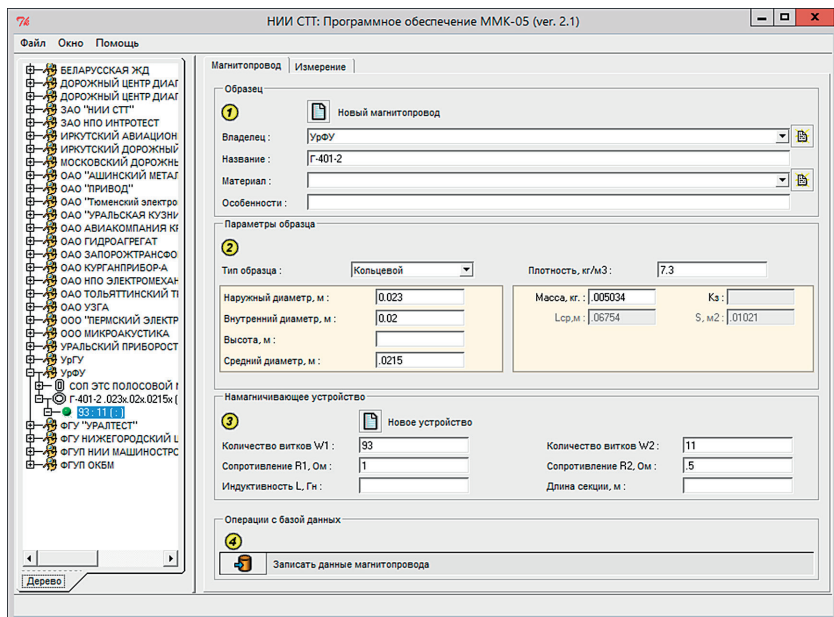 НИИ СТТ: Программное обеспечение ММК-05 (ver. 2.1)
Файл Окно Помощь
БЕЛАРУССКАЯ ЖД
ДОРОЖНЫЙ ЦЕНТР ДИАГ
ДОРОЖНЫЙ ЦЕНТР ДИАГ
ЗАО "НИИ СТТ"
ЗАО НПО ИНТРОТЕСТ
ИРКУТСКИЙ АВИАЦИОН
ИРКУТСКИЙ ДОРОЖНЫЙ
МОСКОВСКИЙ ДОРОЖНЬ
ОАО "АШИНСКИЙ МЕТАЛ
ОАО "ПРИВОД"
ОАО "Тюменский электро
ОАО "УРАЛЬСКАЯ КУЗНИ
ОАО АВИАКОМПАНИЯ КР
ОАО ГИДРОАГРЕГАТ
ОАО ЗАПОРОЖТРАНСФО
ОАО КУРГАНПРИБОР-А
ОАО НПО ЭЛЕКТРОМЕХАН
ОАО ТОЛЬЯТТИНСКИЙ ТР
ОАО УЗГА
ООО "ПЕРМСКИЙ ЭЛЕКТР
ООО МИКРОАКУСТИКА
УРАЛЬСКИЙ ПРИБОРОСТ
УрГУ
УрФУ
СОП ЭТС ПОЛОСОВОЙ
Г-401-2 .023x.02x.0215x (
93 : 11 ( : )
ФГУ "УРАЛТЕСТ"
ФГУ НИЖЕГОРОДСКИЙ Ц
ФГУП НИИ МАШИНОСТРО
ФГУП ОКБМ
Дерево
Магнитопровод Измерение
Образец
1 Новый магнитопровод
Владелец : УрФУ
Название : Г-401-2
Материал :
Особенности :
Параметры образца
2
Тип образца : Кольцевой Плотность, кг/м3 : 7.3
Наружный диаметр, м : 0.023 Масса, кг. : .005034 Кз :
Внутренний диаметр, м : 0.02 Lср,м : .06754 S, м2 : .01021
Высота, м :
Средний диаметр, м : .0215
Намагничивающее устройство
3 Новое устройство
Количество витков W1 : 93 Количество витков W2 : 11
Сопротивление R1, Ом : 1 Сопротивление R2, Ом : .5
Индуктивность L, Гн : Длина секции, м :
Операции с базой данных
4
Записать данные магнитопровода